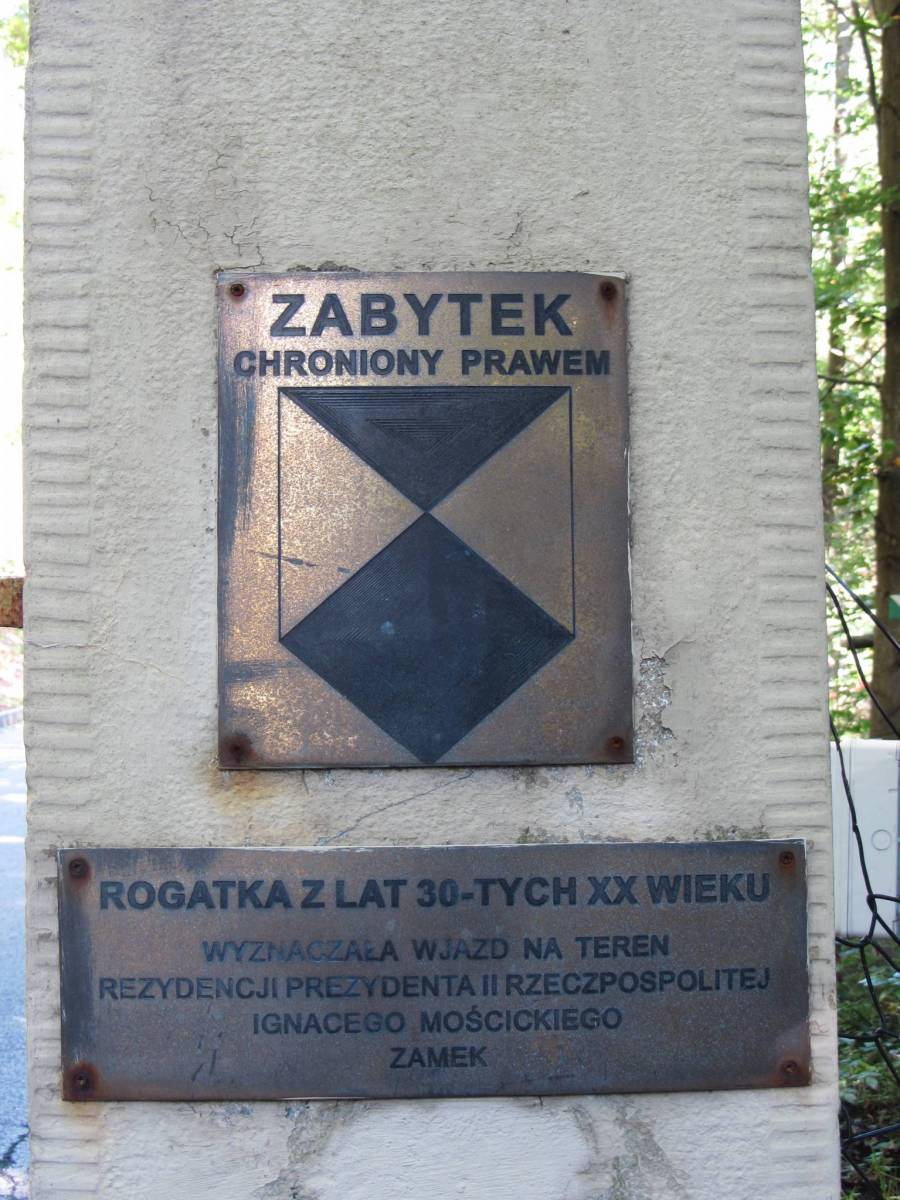 ZABYTEK
CHRONIONY PRAWEM
ROGATKA Z LAT 30-TYCH XX WIEKU
WYZNACZAŁA WJAZD NA TEREN
REZYDENCJI PREZYDENTA II RZECZPOSPOLITEJ
IGNACEGO MOŚCICKIEGO
ZAMEK